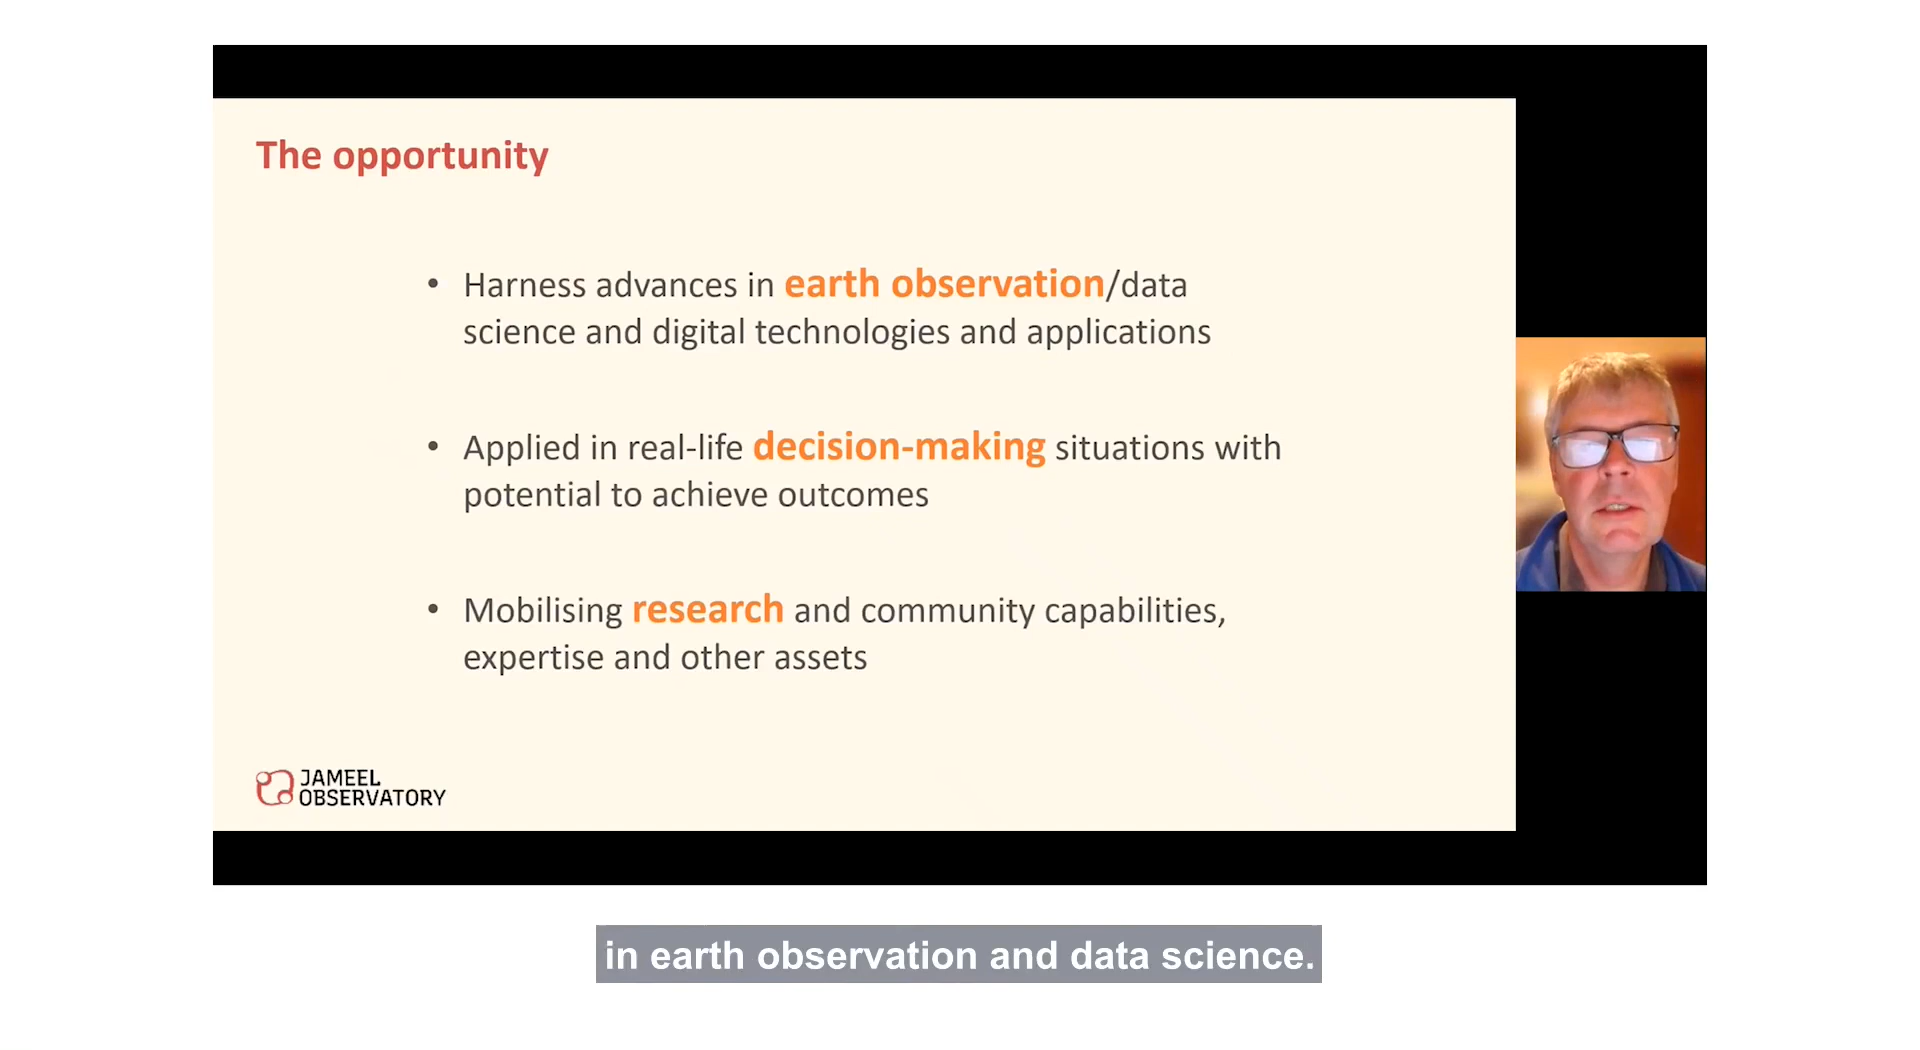 The opportunity
• Harness advances in earth observation/data
science and digital technologies and applications
• Applied in real-life decision-making situations with
potential to achieve outcomes
• Mobilising research and community capabilities,
expertise and other assets
JAMEEL
OBSERVATORY
in earth observation and data science.